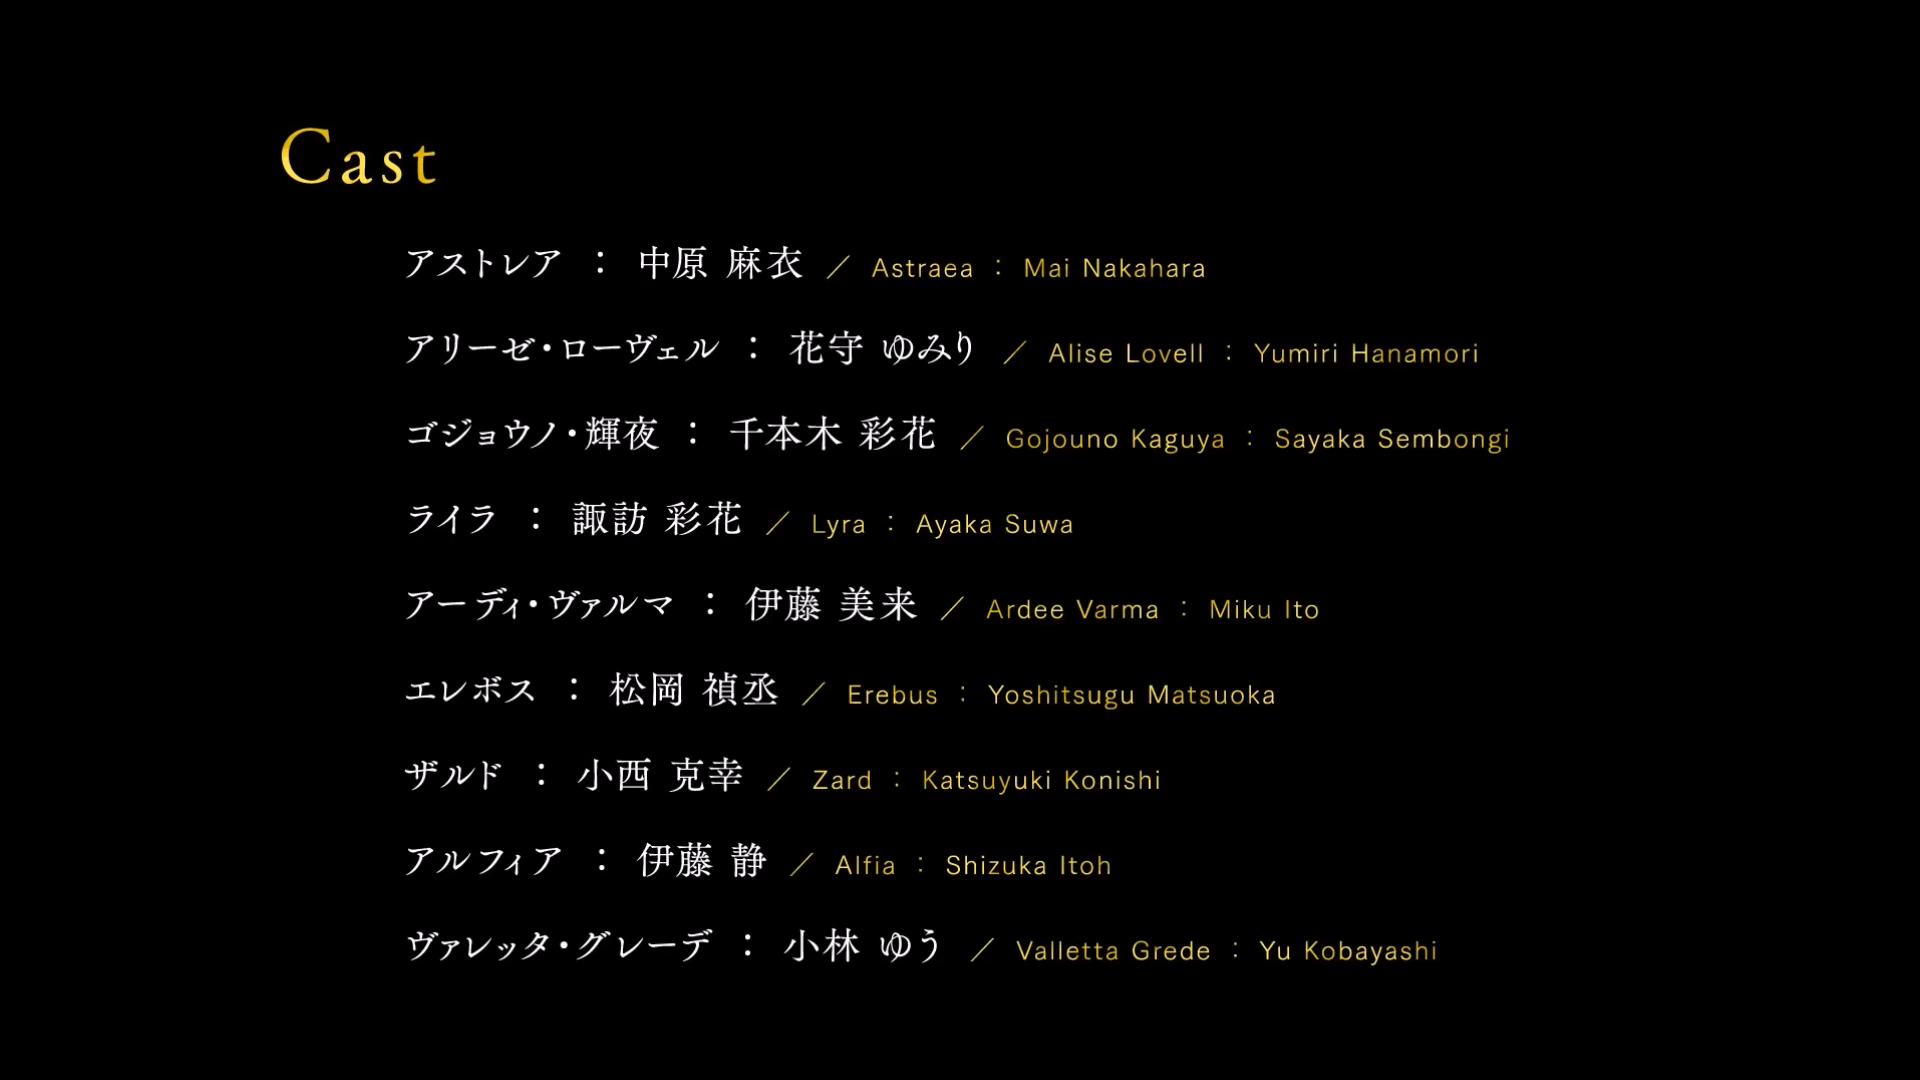 Cast
アストレア ： 中原 麻衣 ／ Astraea ： Mai Nakahara
アリーゼ・ローヴェル ： 花守 ゆみり ／ Alise Lovell ： Yumiri Hanamori
ゴジョウノ・輝夜 ： 千本木 彩花 ／ Gojouno Kaguya ： Sayaka Sembongi
ライラ ： 諏訪 彩花 ／ Lyra ： Ayaka Suwa
アーディ・ヴァルマ ： 伊藤 美来 ／ Ardee Varma ： Miku Ito
エレボス ： 松岡 禎丞 ／ Erebus ： Yoshitsugu Matsuoka
ザルド ： 小西 克幸 ／ Zard ： Katsuyuki Konishi
アルフィア ： 伊藤 静 ／ Alfia ： Shizuka Itoh
ヴァレッタ・グレーデ ： 小林 ゆう ／ Valletta Grede ： Yu Kobayashi